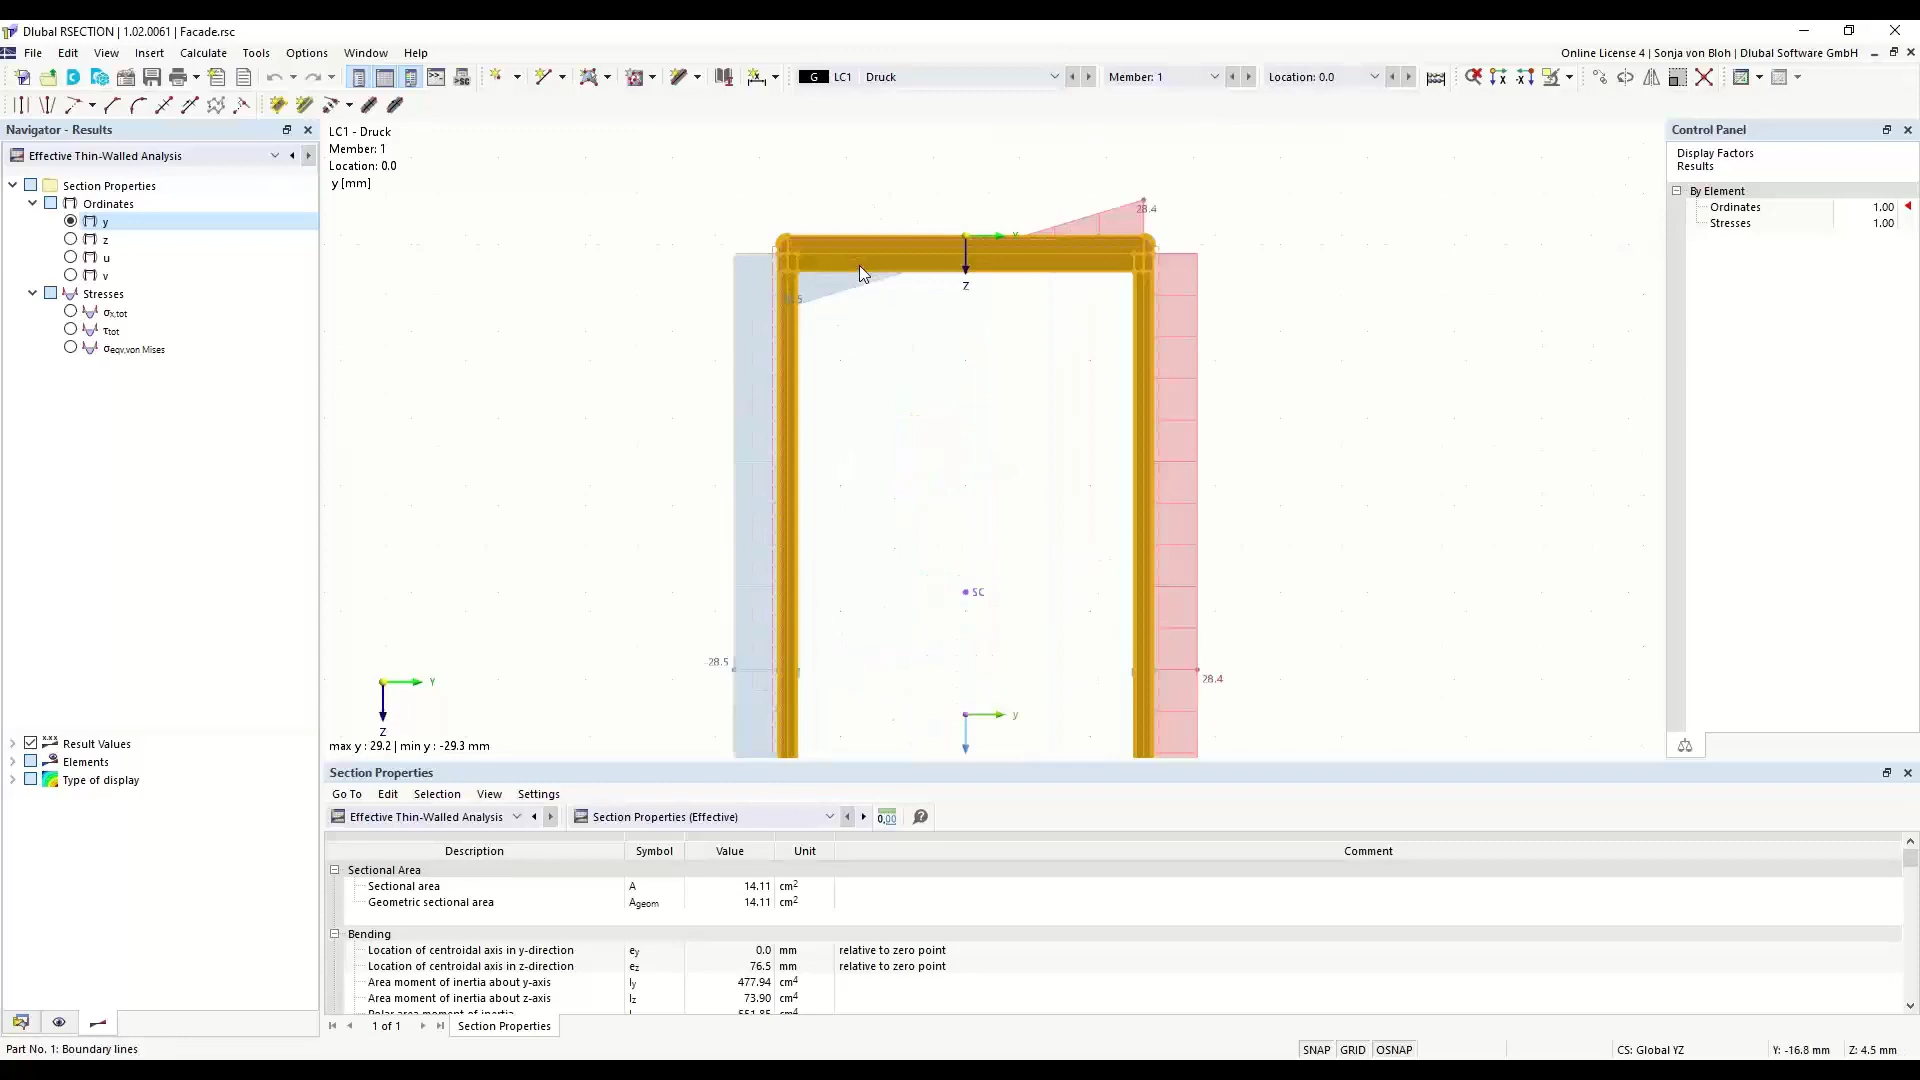 Dlubal RSECTION | 1.02.0061 | Facade.rsc
File Edit View Insert Calculate Tools Options Window Help
Online License 4 | Sonja von Bloh | Dlubal Software GmbH
G LC1 Druck
Member: 1
Location: 0.0
Navigator - Results
Effective Thin-Walled Analysis
Section Properties
Ordinates
y
z
u
v
Stresses
σx,tot
τtot
σeqv,von Mises
Result Values
Elements
Type of display
LC1 - Druck
Member: 1
Location: 0.0
y [mm]
28.4
Z
SC
-28.5
28.4
y
Y
Z
max y : 29.2 | min y : -29.3 mm
Control Panel
Display Factors
Results
By Element
Ordinates 1.00
Stresses 1.00
Section Properties
Go To Edit Selection View Settings
Effective Thin-Walled Analysis
Section Properties (Effective)
0,00
Description Symbol Value Unit Comment
Sectional Area
Sectional area A 14.11 cm2
Geometric sectional area Ageom 14.11 cm2
Bending
Location of centroidal axis in y-direction ey 0.0 mm relative to zero point
Location of centroidal axis in z-direction ez 76.5 mm relative to zero point
Area moment of inertia about y-axis Iy 477.94 cm4
Area moment of inertia about z-axis Iz 73.90 cm4
1 of 1 Section Properties
Part No. 1: Boundary lines
SNAP GRID OSNAP
CS: Global YZ
Y: -16.8 mm Z: 4.5 mm